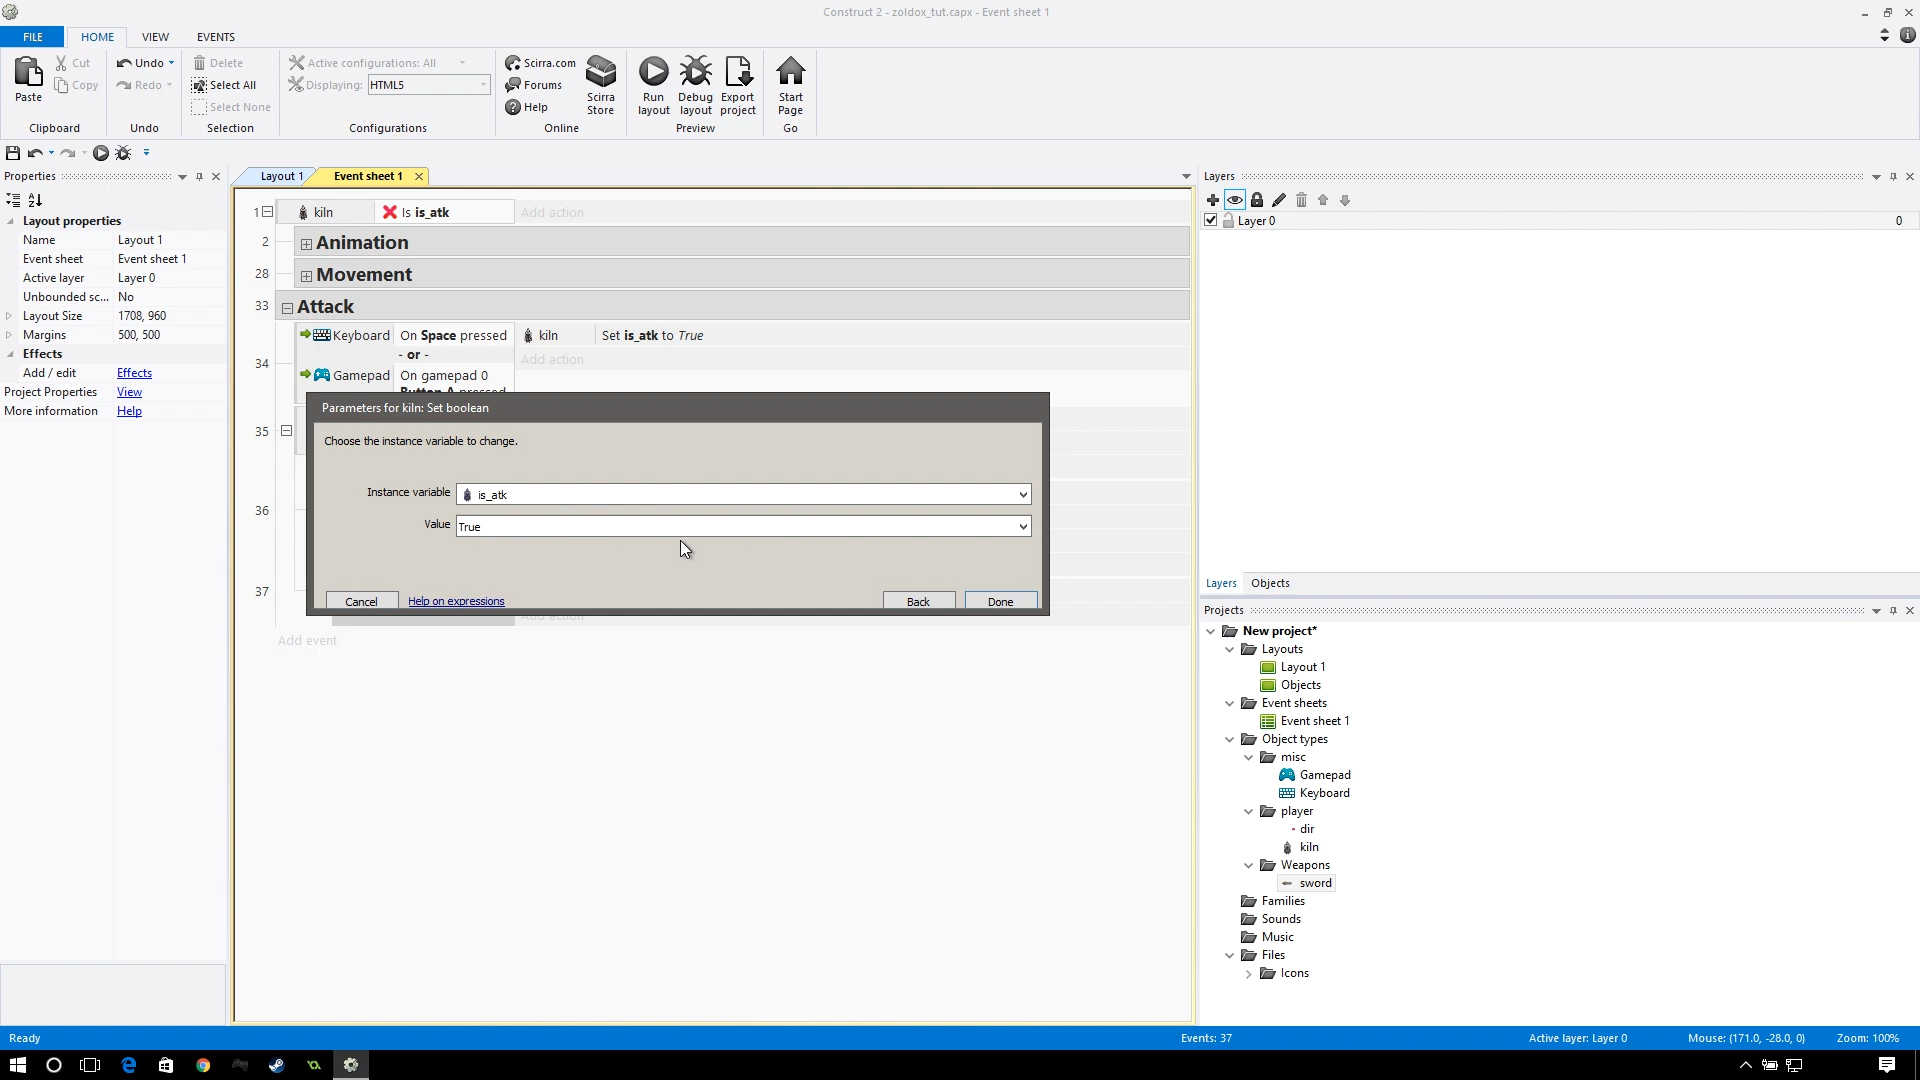 Construct 2 - zoldox_tut.capx - Event sheet 1
FILE HOME VIEW EVENTS
Paste Cut Copy
Undo Redo
Delete Select All Select None
Active configurations: All
Displaying: HTML5
Scirra.com Forums Help
Scirra Store
Run layout
Debug layout
Export project
Start Page
Clipboard Undo Selection Configurations Online Preview Go
Properties
Layout properties
Name Layout 1
Event sheet Event sheet 1
Active layer Layer 0
Unbounded sc... No
Layout Size 1708, 960
Margins 500, 500
Effects
Add / edit Effects
Project Properties View
More information Help
Layout 1 Event sheet 1
1 kiln Is is_atk Add action
2 Animation
28 Movement
33 Attack
34 Keyboard On Space pressed kiln Set is_atk to True
- or - Add action
Gamepad On gamepad 0
Button A pressed
35
36
37
Parameters for kiln: Set boolean
Choose the instance variable to change.
Instance variable is_atk
Value True
Cancel Help on expressions Back Done
Add action
Add event
Layers
Layer 0 0
Layers Objects
Projects
New project*
Layouts
Layout 1
Objects
Event sheets
Event sheet 1
Object types
misc
Gamepad
Keyboard
player
dir
kiln
Weapons
sword
Families
Sounds
Music
Files
Icons
Ready Events: 37 Active layer: Layer 0 Mouse: (171.0, -28.0, 0) Zoom: 100%